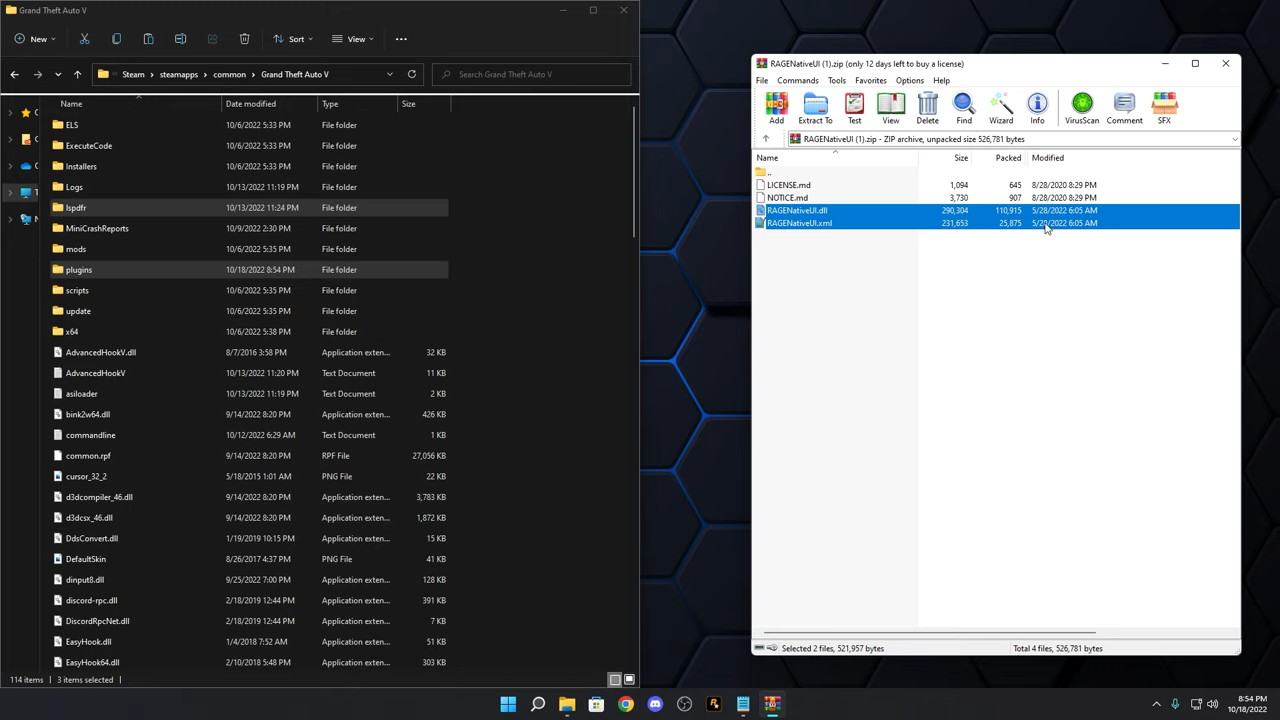 Grand Theft Auto V
New
Sort
View
Steam
steamapps
common
Grand Theft Auto V
Search Grand Theft Auto V
Name Date modified Type Size
ELS 10/6/2022 5:33 PM File folder
ExecuteCode 10/6/2022 5:33 PM File folder
Installers 10/6/2022 5:33 PM File folder
Logs 10/13/2022 11:19 PM File folder
lspdfr 10/13/2022 11:24 PM File folder
MiniCrashReports 10/9/2022 2:28 PM File folder
mods 10/6/2022 5:35 PM File folder
plugins 10/18/2022 8:54 PM File folder
scripts 10/6/2022 5:35 PM File folder
update 10/6/2022 5:35 PM File folder
x64 10/6/2022 5:38 PM File folder
AdvancedHookV.dll 8/7/2016 3:58 PM Application exten... 32 KB
AdvancedHookV 10/13/2022 11:20 PM Text Document 11 KB
asiloader 10/13/2022 11:19 PM Text Document 2 KB
bink2w64.dll 9/14/2022 8:20 PM Application exten... 426 KB
commandline 10/12/2022 6:29 AM Text Document 1 KB
common.rpf 9/14/2022 8:20 PM RPF File 27,056 KB
cursor_32_2 5/18/2015 1:01 AM PNG File 22 KB
d3dcompiler_46.dll 9/14/2022 8:20 PM Application exten... 3,783 KB
d3dcsx_46.dll 9/14/2022 8:20 PM Application exten... 1,872 KB
DdsConvert.dll 1/19/2019 10:15 PM Application exten... 15 KB
DefaultSkin 8/26/2017 4:37 PM PNG File 41 KB
dinput8.dll 9/25/2022 7:00 PM Application exten... 128 KB
discord-rpc.dll 2/18/2019 12:44 PM Application exten... 391 KB
DiscordRpcNet.dll 2/18/2019 12:44 PM Application exten... 7 KB
EasyHook.dll 1/4/2018 7:52 AM Application exten... 51 KB
EasyHook64.dll 2/10/2018 5:48 PM Application exten... 303 KB
114 items 3 items selected
RAGENativeUI (1).zip (only 12 days left to buy a license)
File Commands Tools Favorites Options Help
Add Extract To Test View Delete Find Wizard Info VirusScan Comment SFX
RAGENativeUI (1).zip - ZIP archive, unpacked size 526,781 bytes
Name Size Packed Modified
..
LICENSE.md 1,094 645 8/28/2020 8:29 PM
NOTICE.md 3,730 907 8/28/2020 8:29 PM
RAGENativeUI.dll 290,304 110,915 5/28/2022 6:05 AM
RAGENativeUI.xml 231,653 25,875 5/28/2022 6:05 AM
Selected 2 files, 521,957 bytes Total 4 files, 526,781 bytes
8:54 PM
10/18/2022